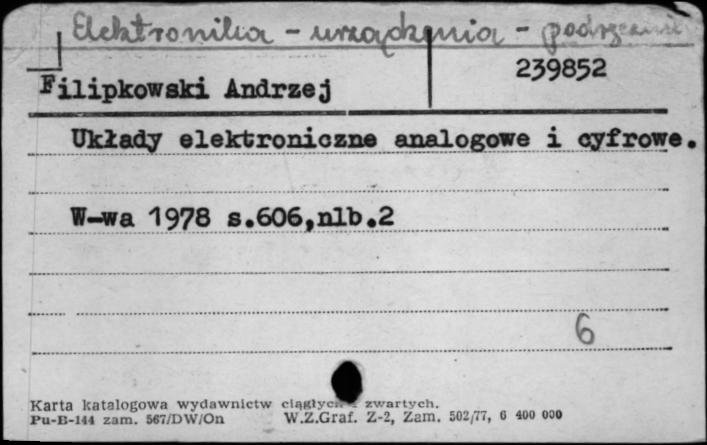 Elektronika - urządzenia -
239852
Filipkowski Andrzej
Układy elektroniczne analogowe i cyfrowe.
W-wa 1978 s.606,nlb.2
6
Karta katalogowa wydawnictw ciągłych i zwartych.
Pu-B-144 zam. 567/DW/On W.Z.Graf. Z-2, Zam. 502/77, 6 400 000